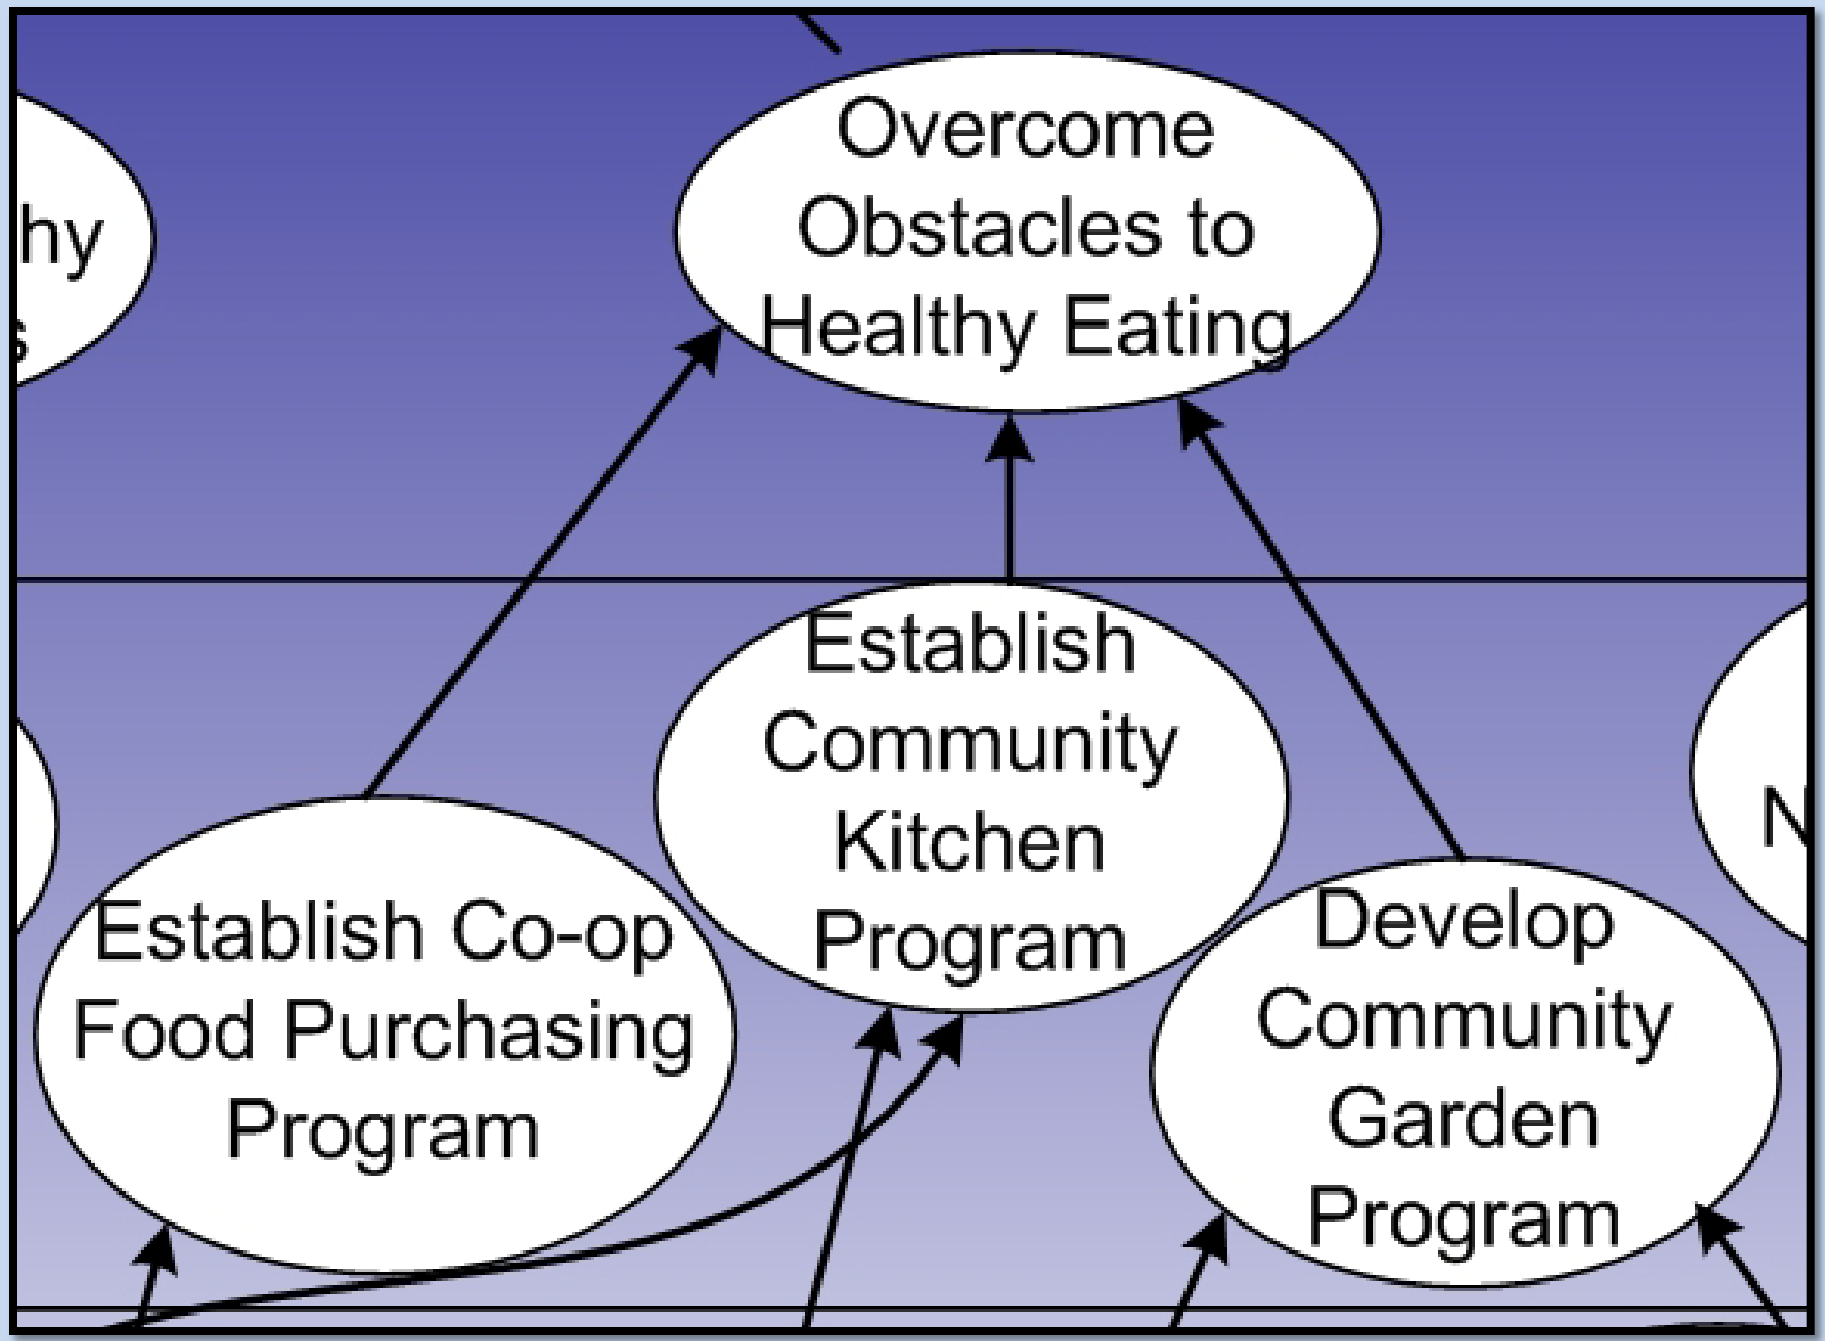 Overcome
Obstacles to
Healthy Eating
hy
s
Establish
Community
Kitchen
Program
Establish Co-op
Food Purchasing
Program
Develop
Community
Garden
Program
N